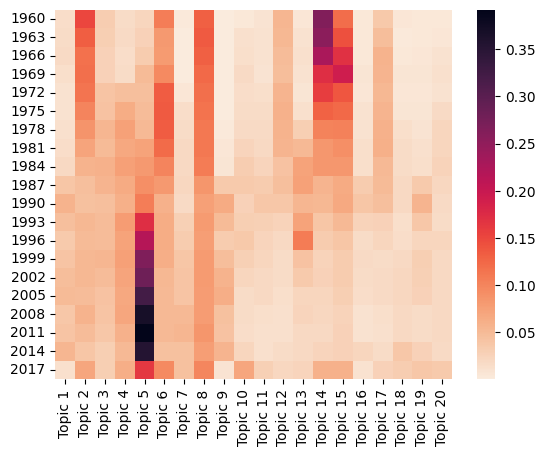 1960
1963
1966
1969
1972
1975
1978
1981
1984
1987
1990
1993
1996
1999
2002
2005
2008
2011
2014
2017
Topic 1
Topic 2
Topic 3
Topic 4
Topic 5
Topic 6
Topic 7
Topic 8
Topic 9
Topic 10
Topic 11
Topic 12
Topic 13
Topic 14
Topic 15
Topic 16
Topic 17
Topic 18
Topic 19
Topic 20
0.35
0.30
0.25
0.20
0.15
0.10
0.05